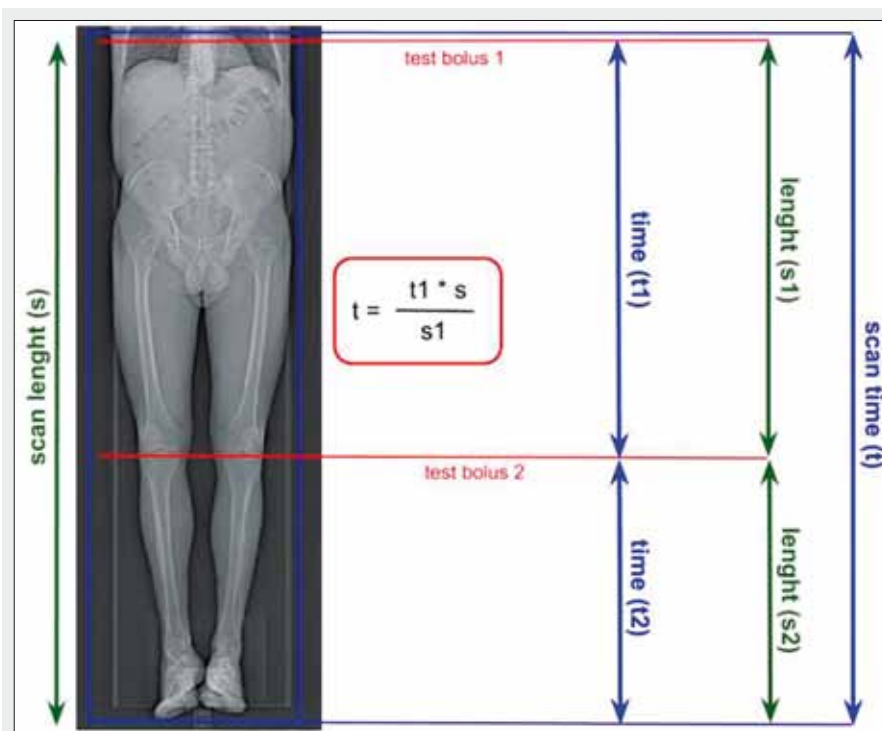 test bolus 1
scan lenght (s)
time (t1)
lenght (s1)
scan time (t)
t = t1 * s
s1
test bolus 2
time (t2)
lenght (s2)